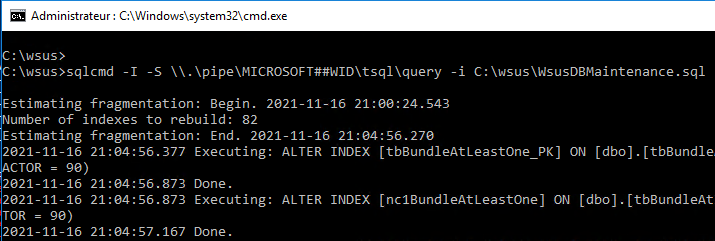 Administrateur : C:\Windows\system32\cmd.exe
C:\wsus>
C:\wsus>sqlcmd -I -S \\.\pipe\MICROSOFT##WID\tsql\query -i C:\wsus\WsusDBMaintenance.sql
Estimating fragmentation: Begin. 2021-11-16 21:00:24.543
Number of indexes to rebuild: 82
Estimating fragmentation: End. 2021-11-16 21:04:56.270
2021-11-16 21:04:56.377 Executing: ALTER INDEX [tbBundleAtLeastOne_PK] ON [dbo].[tbBundleA
ACTOR = 90)
2021-11-16 21:04:56.873 Done.
2021-11-16 21:04:56.873 Executing: ALTER INDEX [nc1BundleAtLeastOne] ON [dbo].[tbBundleAt
TOR = 90)
2021-11-16 21:04:57.167 Done.